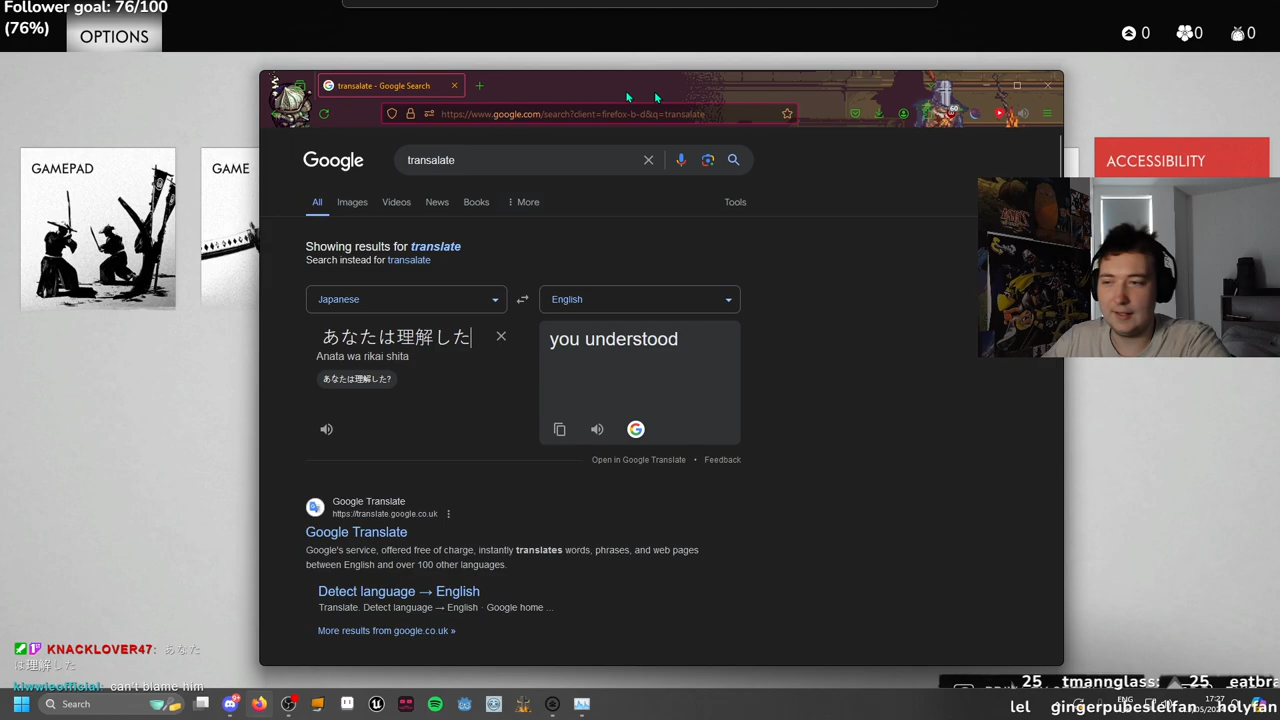 Follower goal: 76/100
(76%)
OPTIONS
0
0
0
transalate - Google Search
https://www.google.com/search?client=firefox-b-d&q=transalate
60
GAMEPAD
GAME
ACCESSIBILITY
Google
transalate
All
Images
Videos
News
Books
More
Tools
Showing results for translate
Search instead for transalate
Japanese
English
あなたは理解した
you understood
Anata wa rikai shita
あなたは理解した?
Open in Google Translate • Feedback
Google Translate
https://translate.google.co.uk
Google Translate
Google's service, offered free of charge, instantly translates words, phrases, and web pages
between English and over 100 other languages.
Detect language → English
Translate. Detect language → English · Google home ...
More results from google.co.uk »
KNACKLOVER47: あなた
は理解した
kiwwieofficial: can't blame him
25 tmannglass: 25 eatbra
lel gingerpubestelfan holyfan
Search
ENG